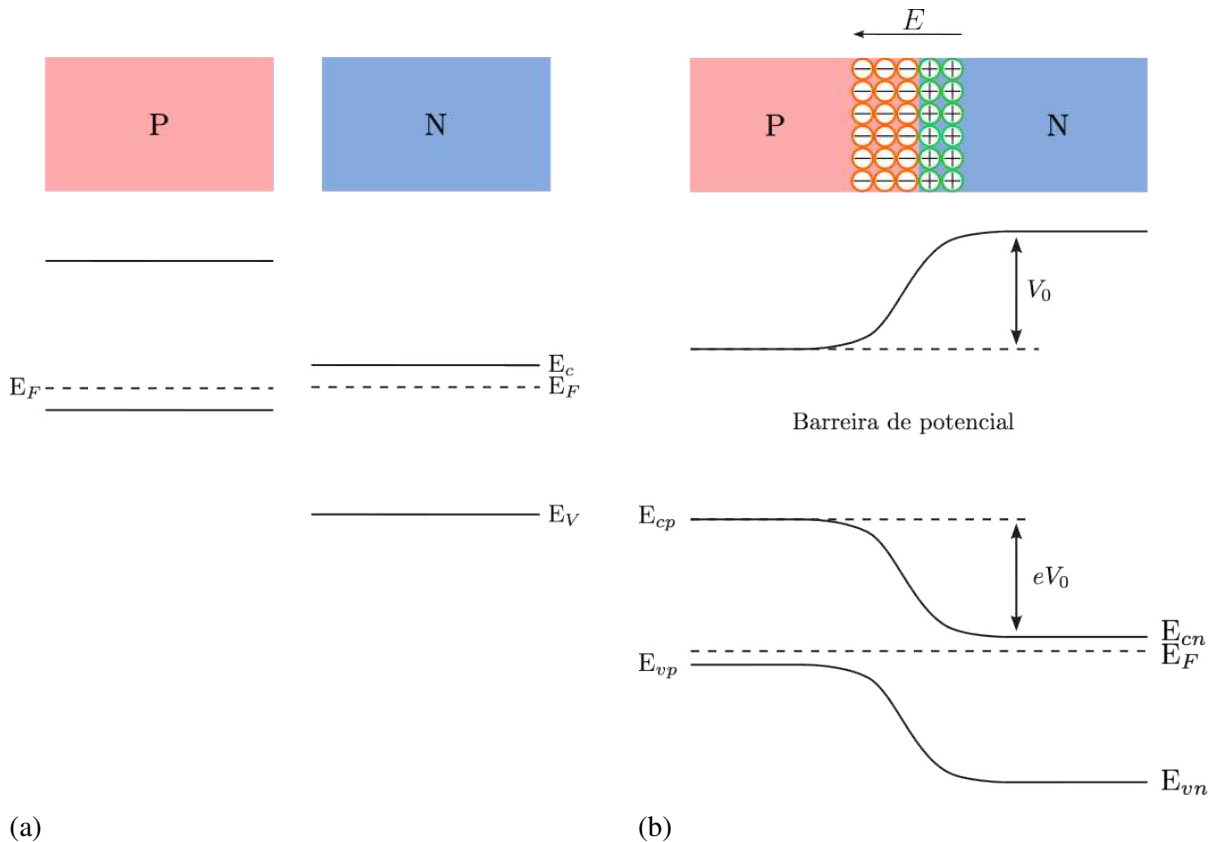 E
P
N
P
N
V₀
E_c
E_F
E_F
Barreira de potencial
E_V
E_cp
eV₀
E_cn
E_F
E_vp
E_vn
(a)
(b)